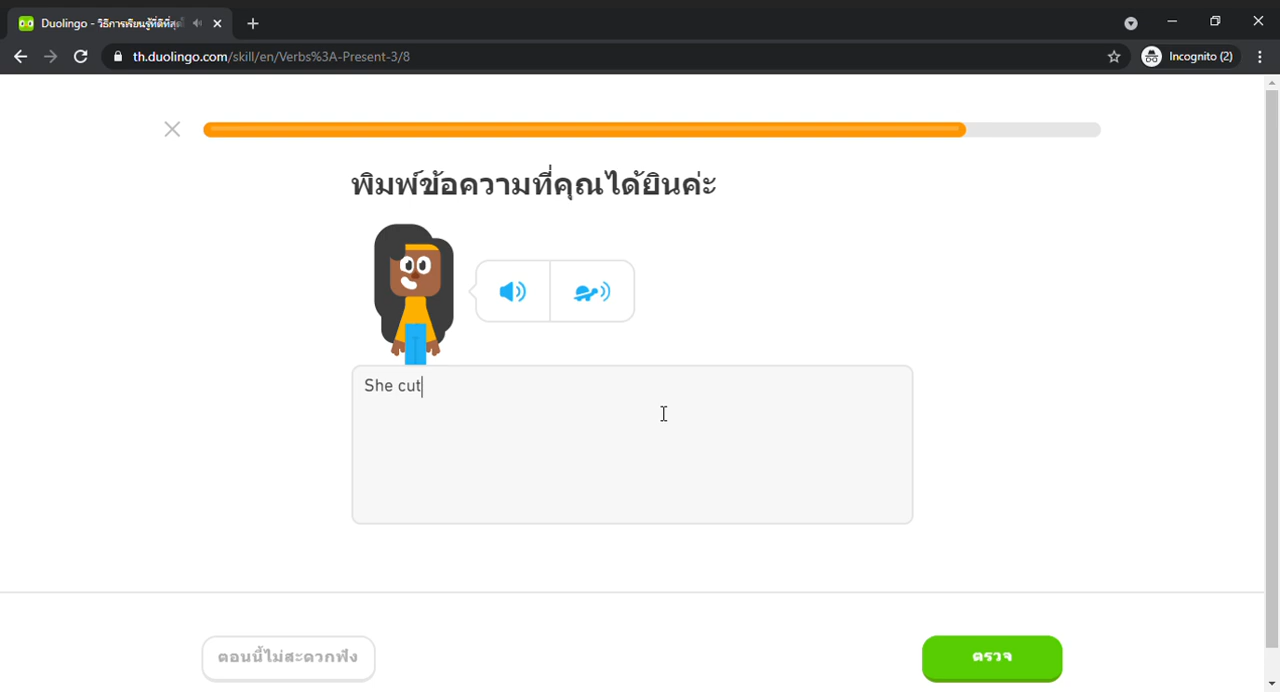 Duolingo - วิธีการเรียนรู้ที่ดีที่สุดใ
th.duolingo.com/skill/en/Verbs%3A-Present-3/8
Incognito (2)
พิมพ์ข้อความที่คุณได้ยินค่ะ
She cut
ตอนนี้ไม่สะดวกฟัง
ตรวจ